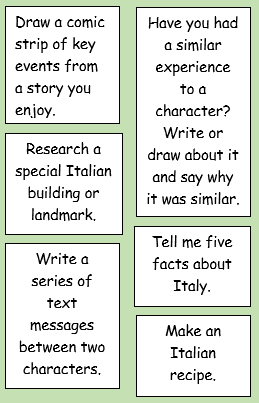 Draw a comic
strip of key
events from
a story you
enjoy.
Research a
special Italian
building or
landmark.
Write a
series of
text
messages
between two
characters.
Have you had
a similar
experience
to a
character?
Write or
draw about it
and say why
it was similar.
Tell me five
facts about
Italy.
Make an
Italian
recipe.